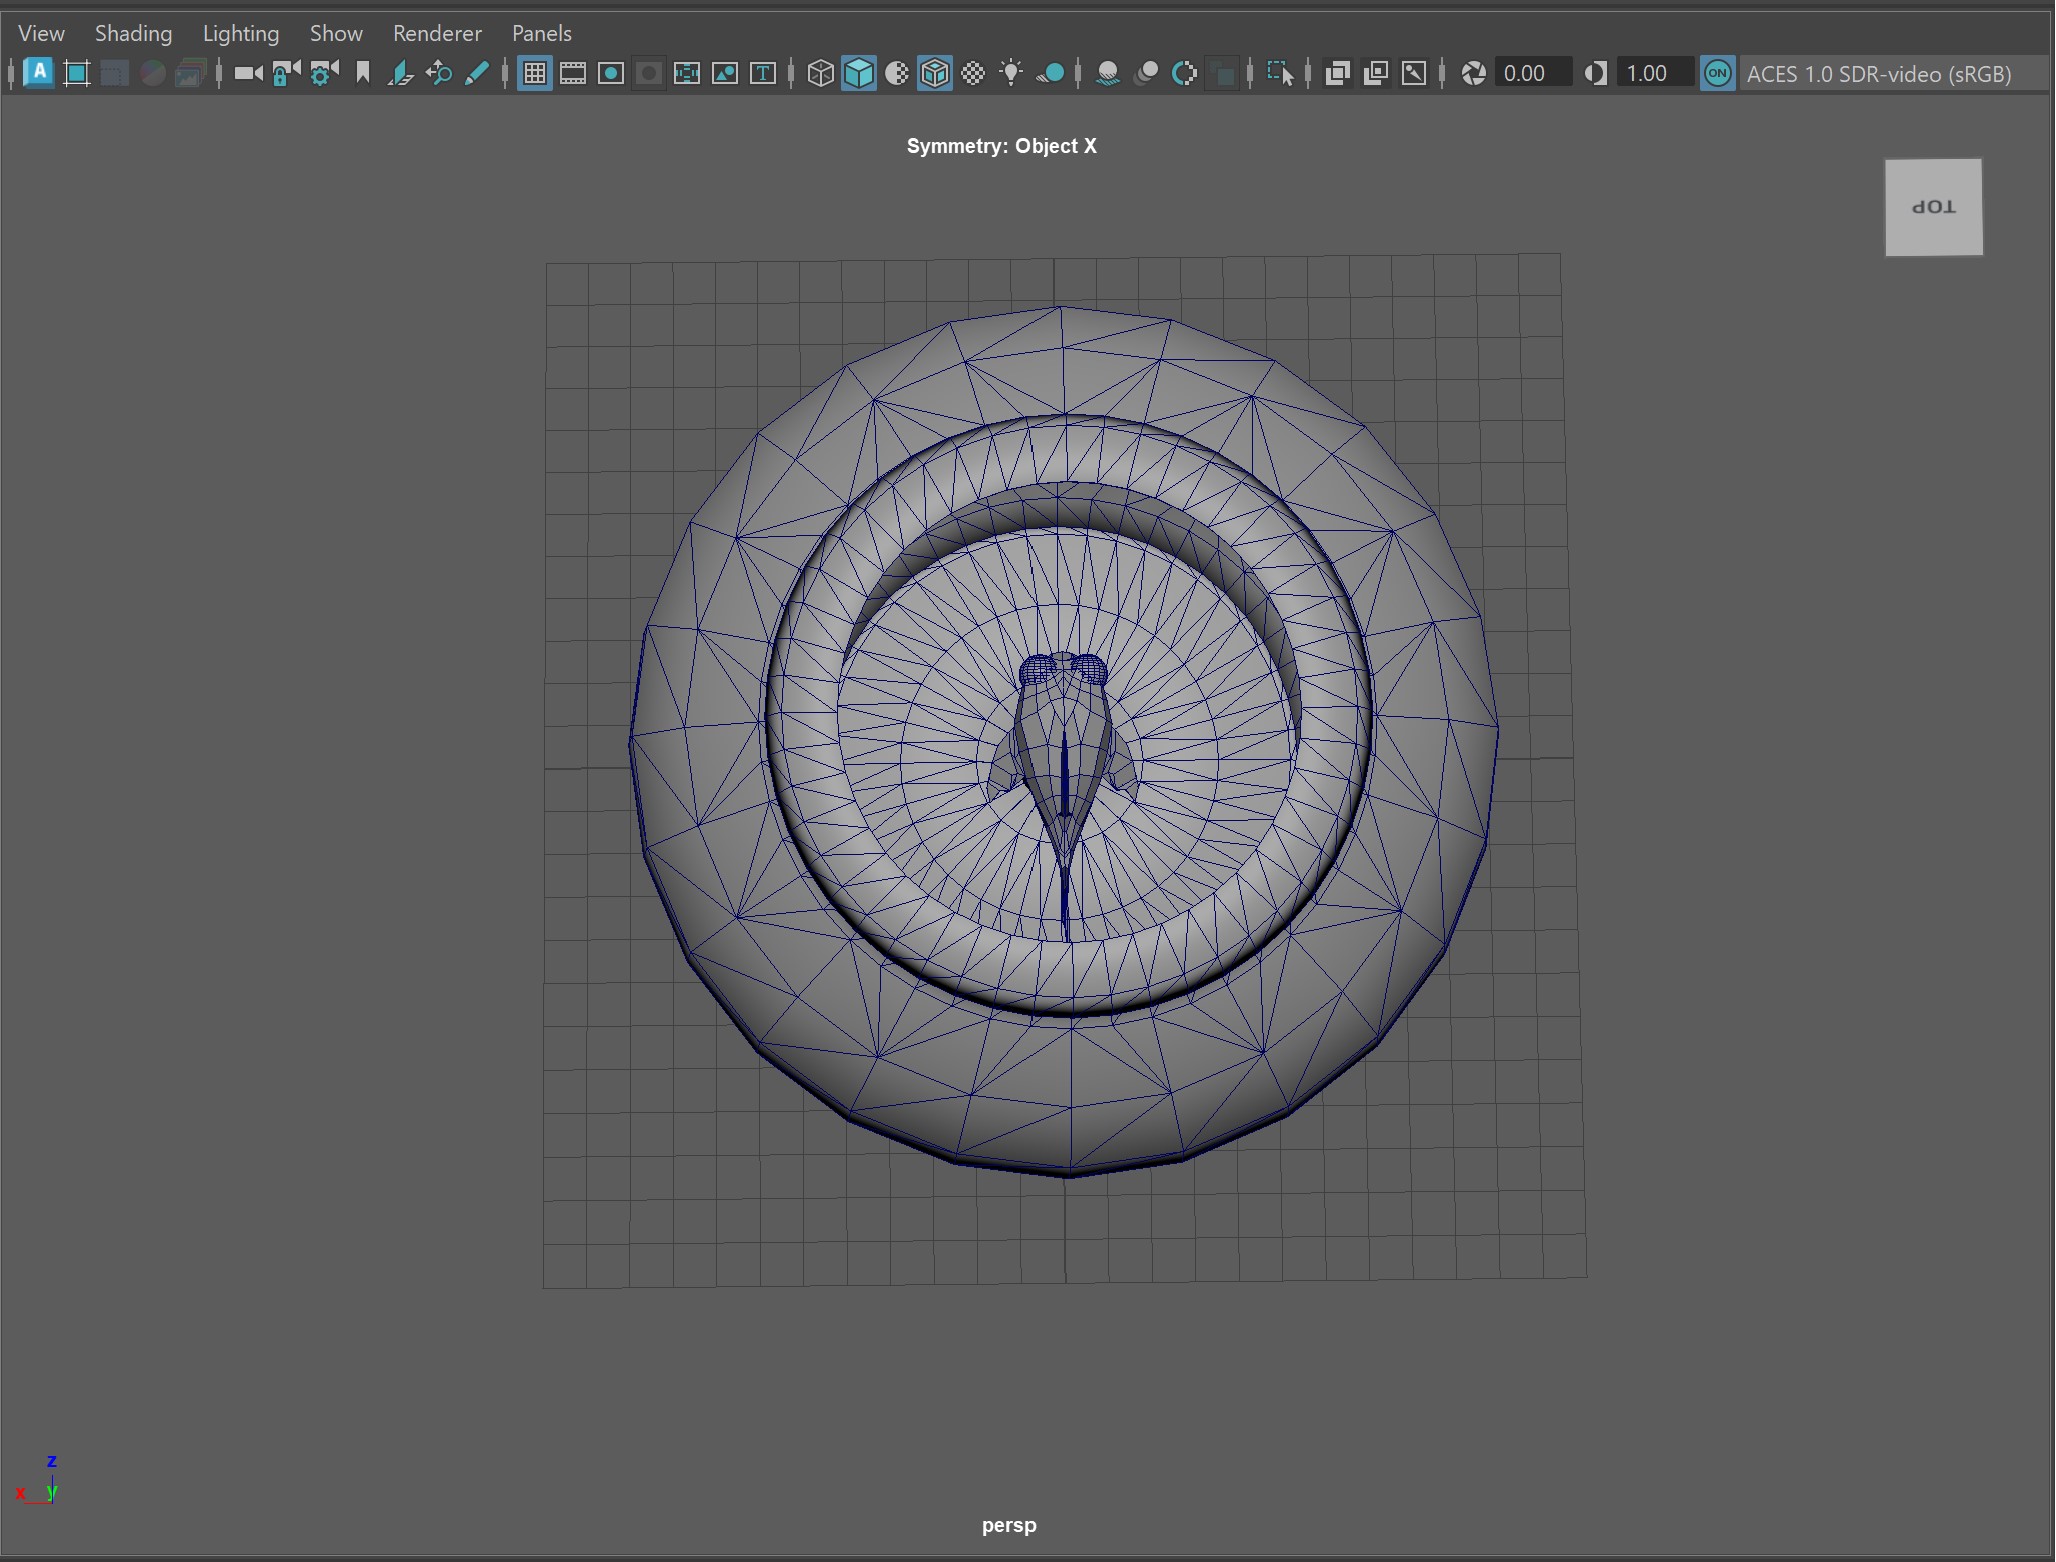 View Shading Lighting Show Renderer Panels
A T 0.00 1.00 ON ACES 1.0 SDR-video (sRGB)
Symmetry: Object X
TOP
z
x y
persp